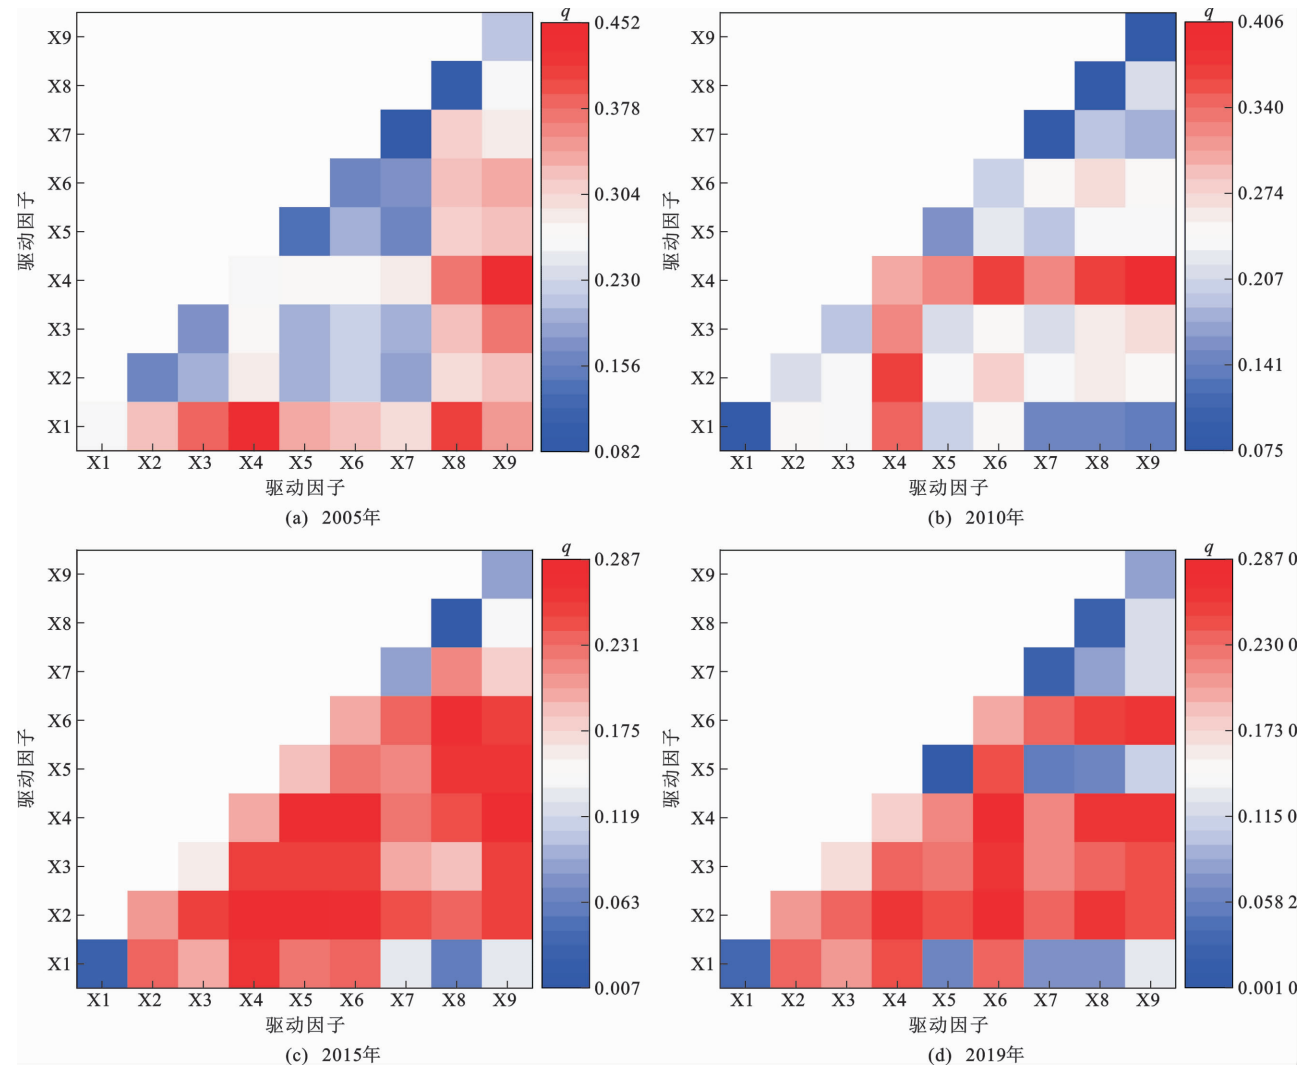 q
0.452
X9
X8
0.378
X7
X6
0.304
X5
驱动因子
X4
0.230
X3
X2
0.156
X1
0.082
X1 X2 X3 X4 X5 X6 X7 X8 X9
驱动因子
(a) 2005年
q
0.406
X9
X8
0.340
X7
X6
0.274
X5
驱动因子
X4
0.207
X3
X2
0.141
X1
0.075
X1 X2 X3 X4 X5 X6 X7 X8 X9
驱动因子
(b) 2010年
q
0.287
X9
X8
0.231
X7
X6
0.175
X5
驱动因子
X4
0.119
X3
X2
0.063
X1
0.007
X1 X2 X3 X4 X5 X6 X7 X8 X9
驱动因子
(c) 2015年
q
0.287 0
X9
X8
0.230 0
X7
X6
0.173 0
X5
驱动因子
X4
0.115 0
X3
X2
0.058 2
X1
0.001 0
X1 X2 X3 X4 X5 X6 X7 X8 X9
驱动因子
(d) 2019年